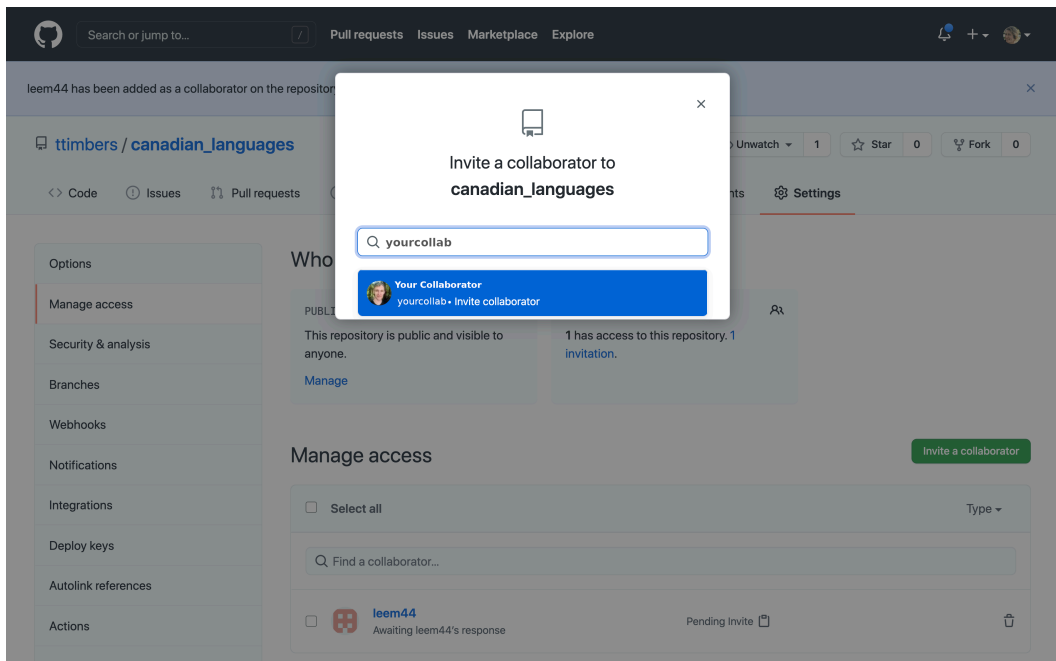 Search or jump to... /
Pull requests Issues Marketplace Explore
leem44 has been added as a collaborator on the repository
ttimbers / canadian_languages
Unwatch 1 Star 0 Fork 0
Code Issues Pull requests
Settings
Invite a collaborator to
canadian_languages
yourcollab
Your Collaborator
yourcollab • Invite collaborator
Options
Manage access
Security & analysis
Branches
Webhooks
Notifications
Integrations
Deploy keys
Autolink references
Actions
Who
This repository is public and visible to
anyone.
Manage
1 has access to this repository. 1
invitation.
Manage access
Invite a collaborator
Select all
Type
Find a collaborator...
leem44
Awaiting leem44's response
Pending Invite